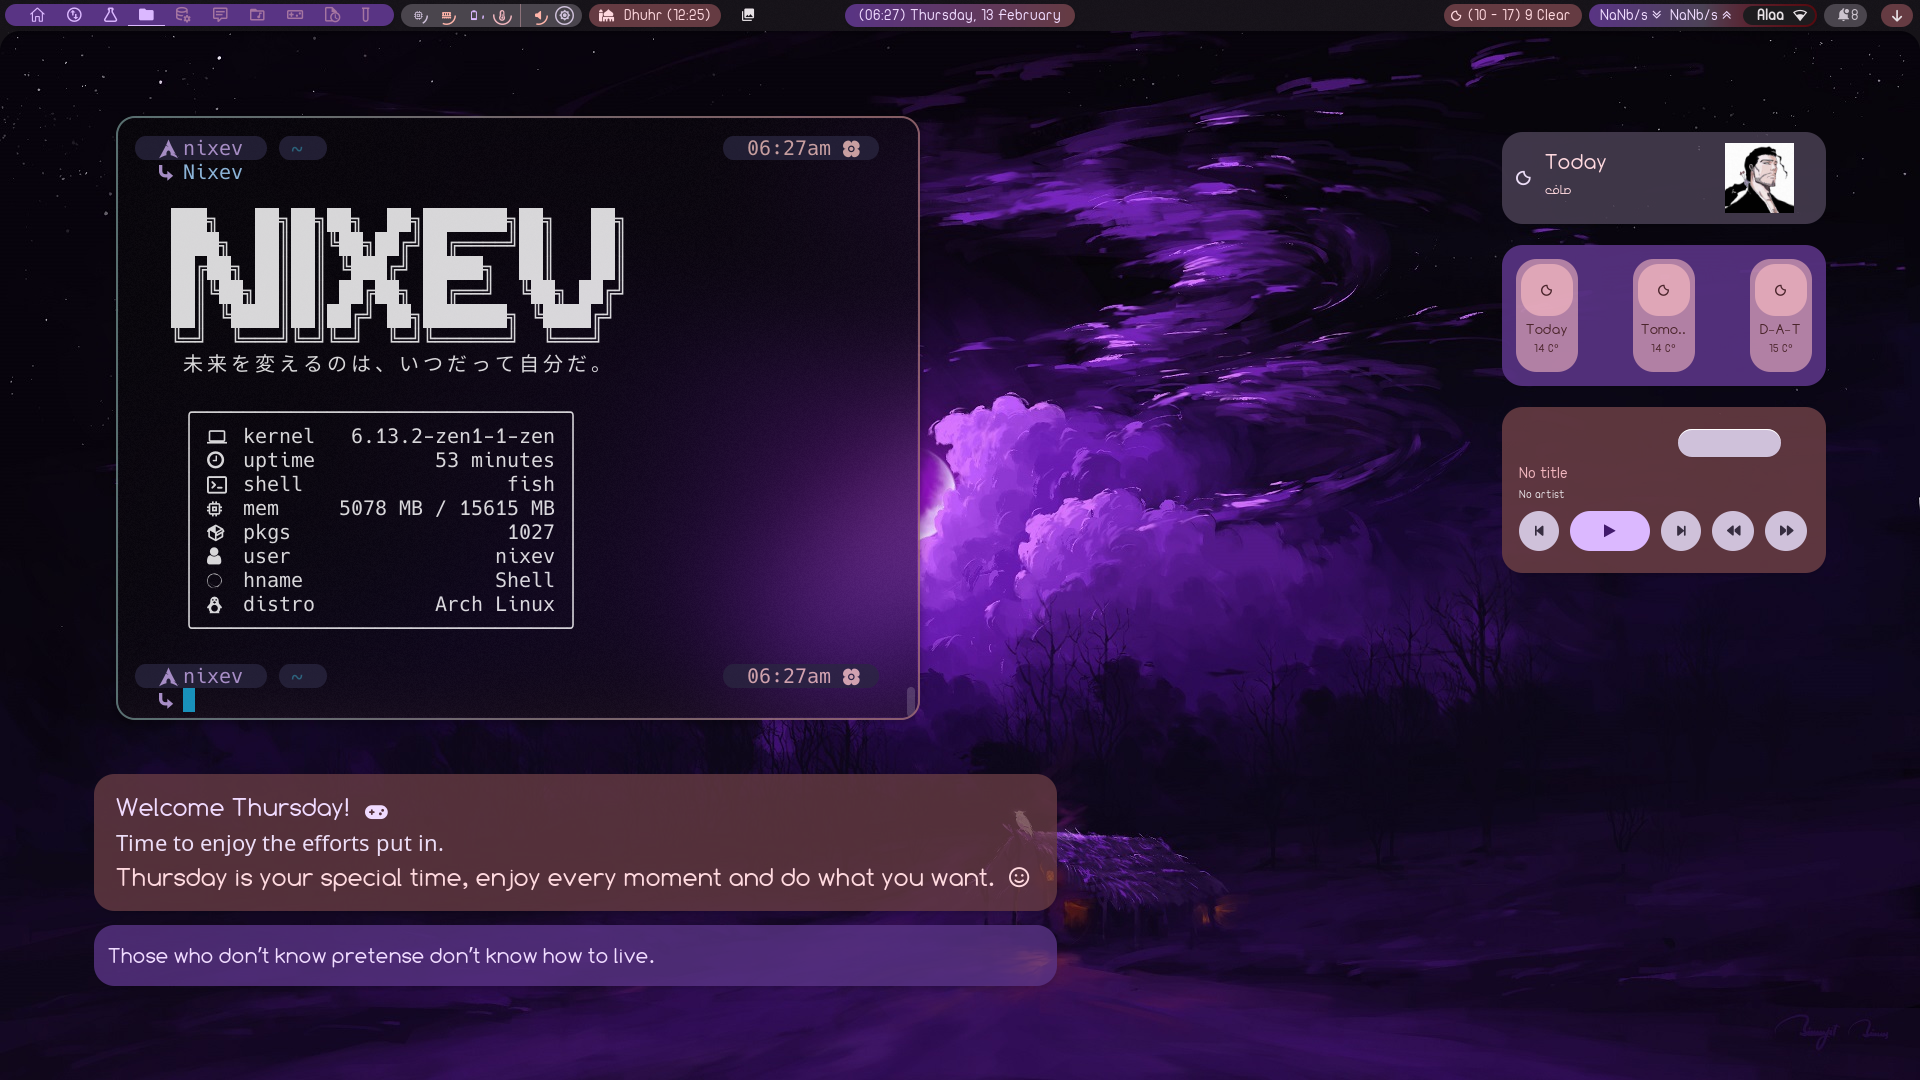 Dhuhr (12:25)
(06:27) Thursday, 13 February
(10 - 17) 9 Clear
NaNb/s NaNb/s
Alaa
8
nixev ~ 06:27am
Nixev
NIXEV
未来を変えるのは、いつだって自分だ。
kernel 6.13.2-zen1-1-zen
uptime 53 minutes
shell fish
mem 5078 MB / 15615 MB
pkgs 1027
user nixev
hname Shell
distro Arch Linux
nixev ~ 06:27am
Today
صافٍ
Today
14 C°
Tomo..
14 C°
D-A-T
15 C°
No title
No artist
Welcome Thursday!
Time to enjoy the efforts put in.
Thursday is your special time, enjoy every moment and do what you want.
Those who don't know pretense don't know how to live.